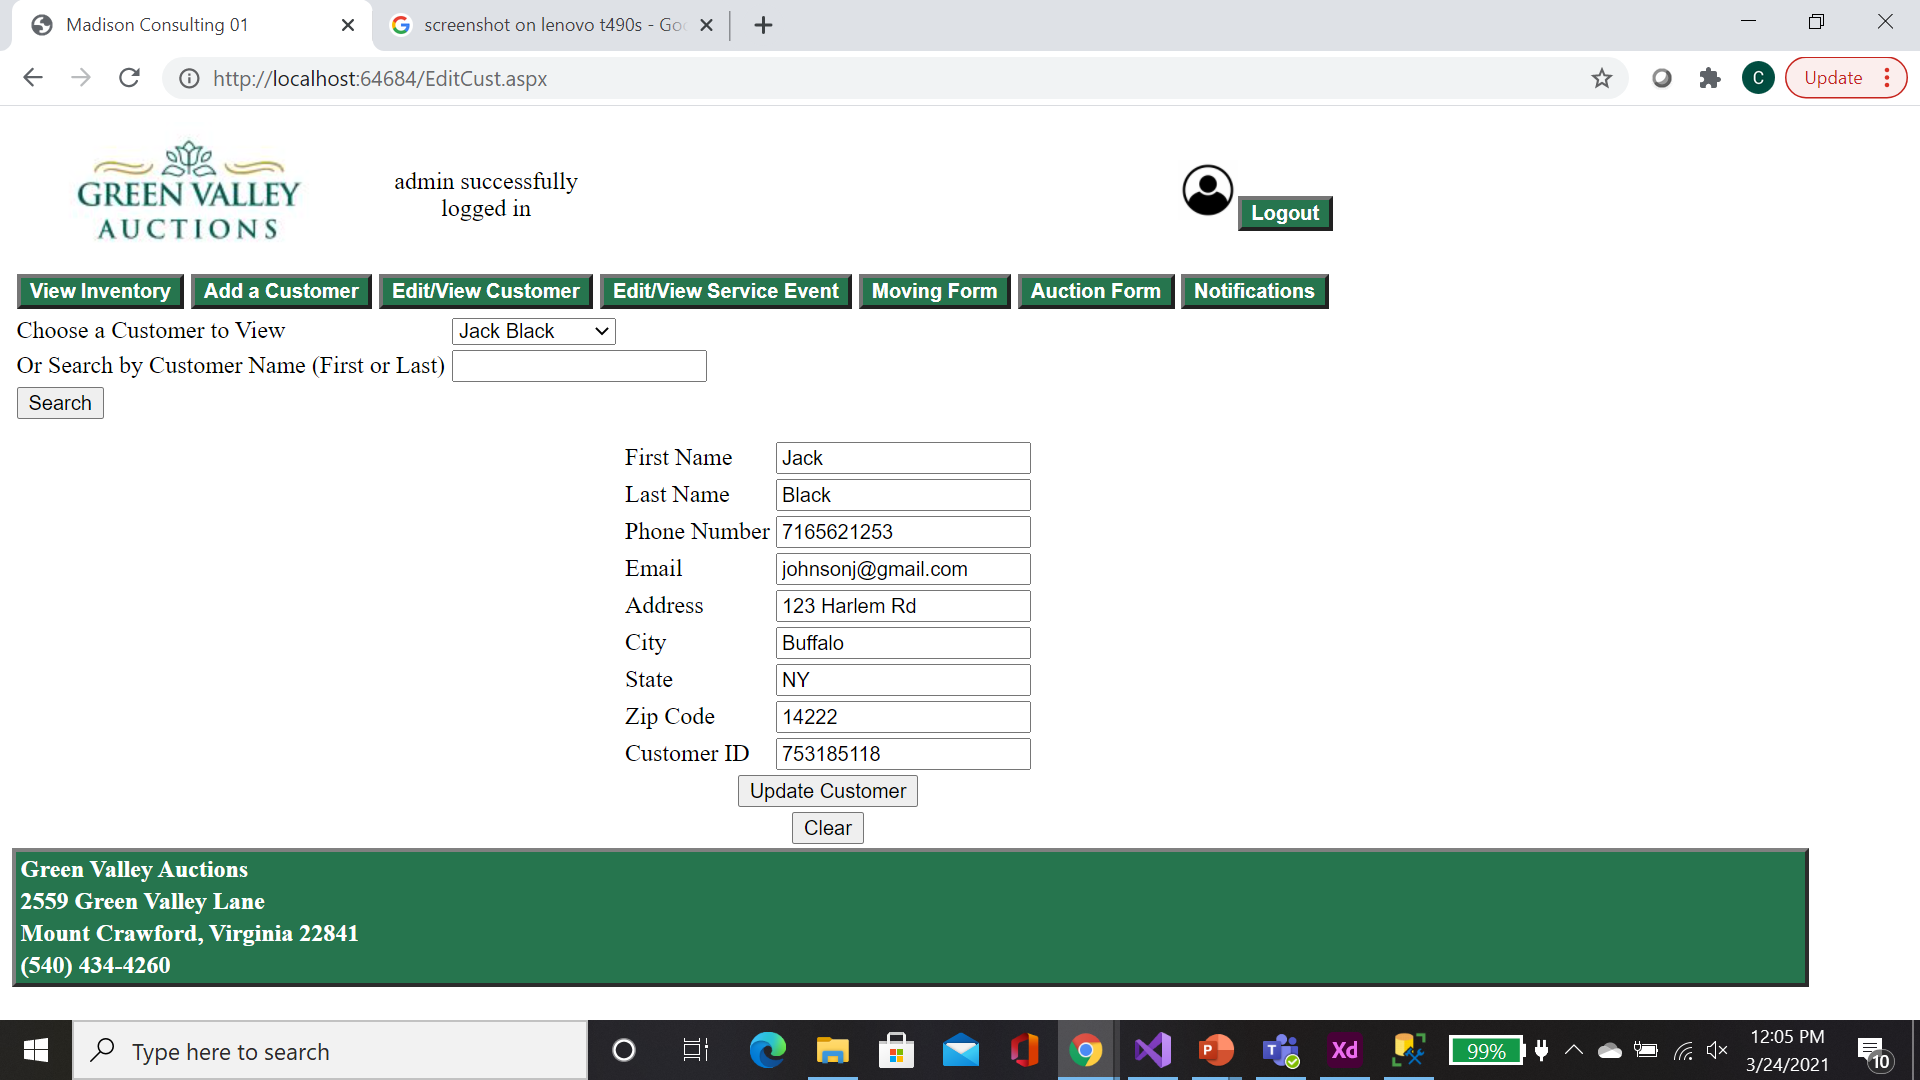 Madison Consulting 01
screenshot on lenovo t490s - Goo
http://localhost:64684/EditCust.aspx
C
Update
GREEN VALLEY
AUCTIONS
admin successfully
logged in
Logout
View Inventory Add a Customer Edit/View Customer Edit/View Service Event Moving Form Auction Form Notifications
Choose a Customer to View Jack Black
Or Search by Customer Name (First or Last)
Search
First Name Jack
Last Name Black
Phone Number 7165621253
Email johnsonj@gmail.com
Address 123 Harlem Rd
City Buffalo
State NY
Zip Code 14222
Customer ID 753185118
Update Customer
Clear
Green Valley Auctions
2559 Green Valley Lane
Mount Crawford, Virginia 22841
(540) 434-4260
Type here to search
P
T
Xd
99%
12:05 PM
3/24/2021
10